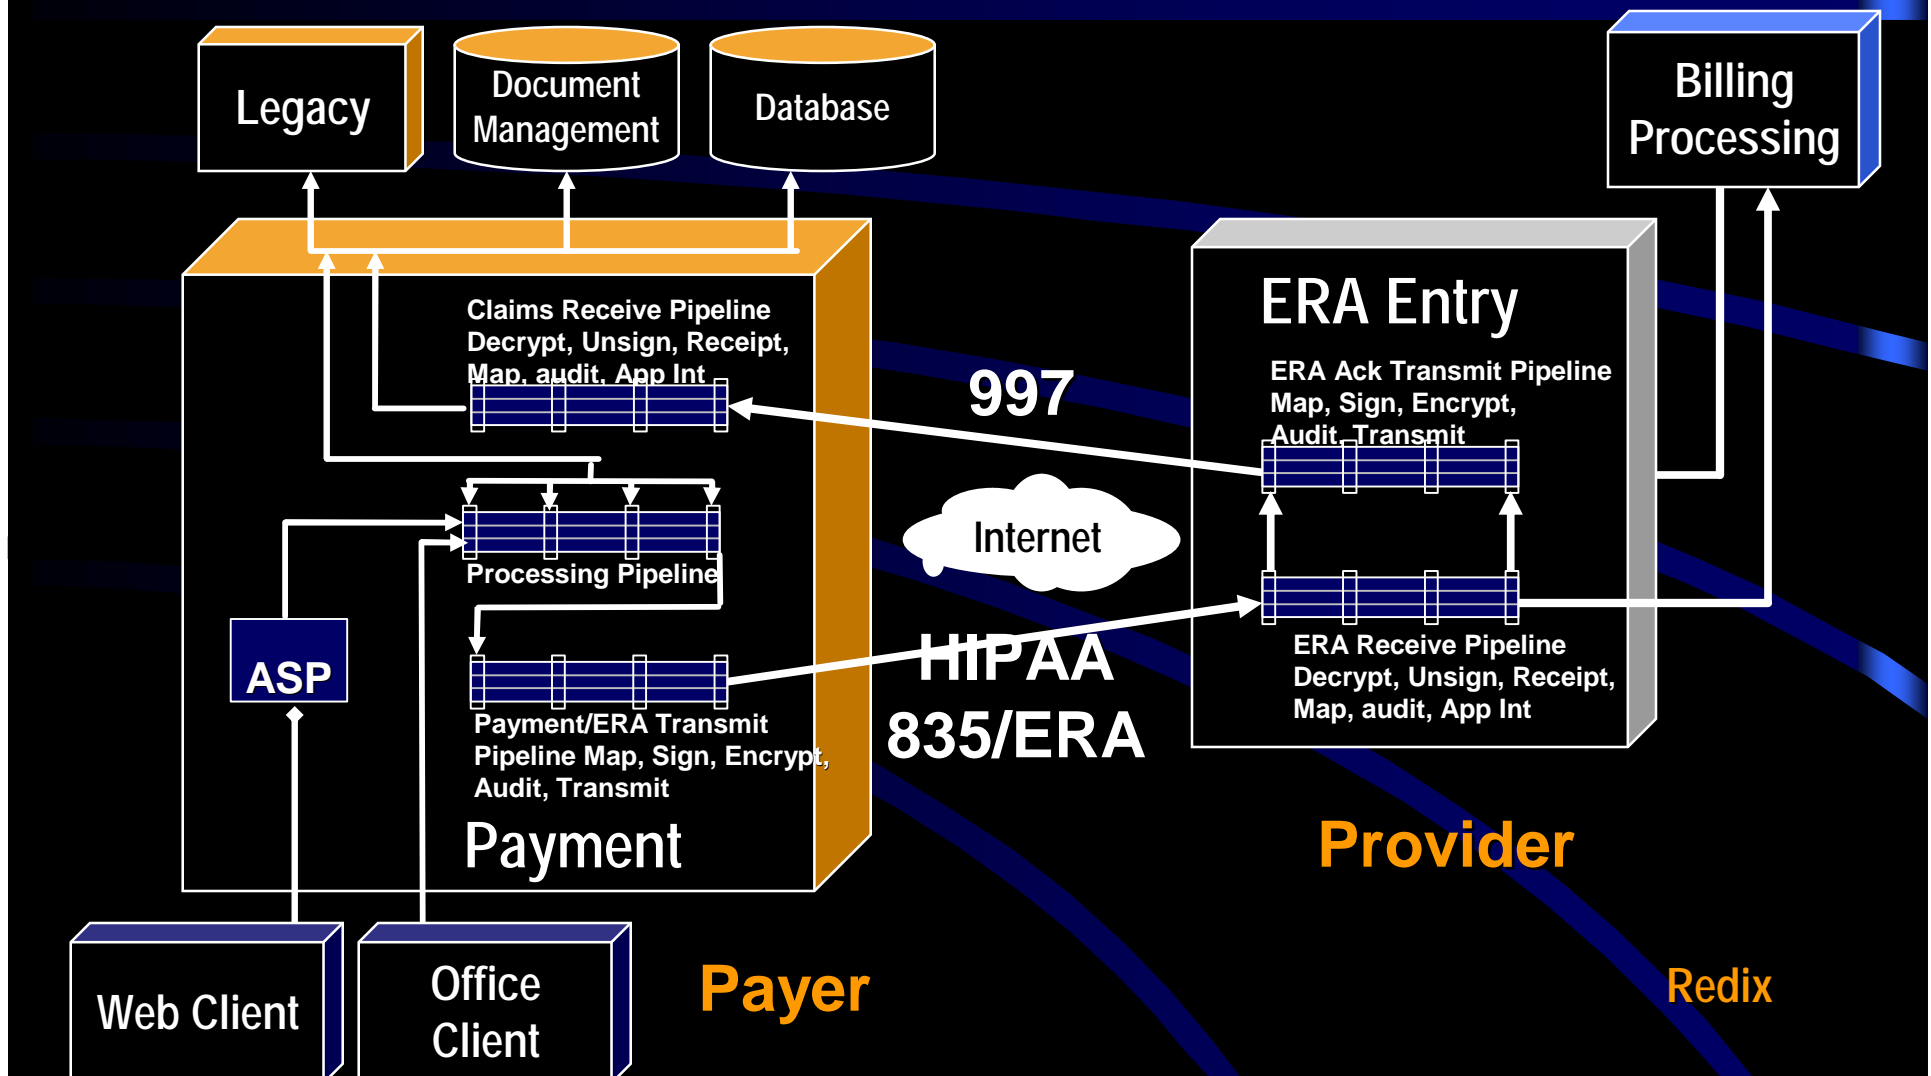 Legacy
Document
Management
Database
Billing
Processing
Claims Receive Pipeline
Decrypt, Unsign, Receipt,
Map, audit, App Int
Processing Pipeline
ASP
Payment/ERA Transmit
Pipeline Map, Sign, Encrypt,
Audit, Transmit
Payment
997
Internet
HIPAA
835/ERA
ERA Entry
ERA Ack Transmit Pipeline
Map, Sign, Encrypt,
Audit, Transmit
ERA Receive Pipeline
Decrypt, Unsign, Receipt,
Map, audit, App Int
Provider
Web Client
Office
Client
Payer
Redix